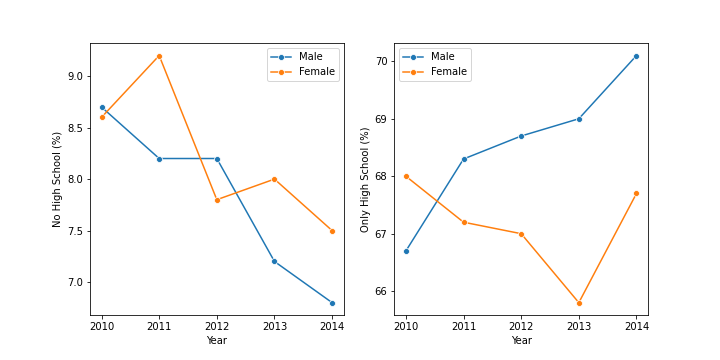 Male
Female
9.0
8.5
8.0
7.5
7.0
No High School (%)
2010 2011 2012 2013 2014
Year
Male
Female
70
69
68
67
66
Only High School (%)
2010 2011 2012 2013 2014
Year